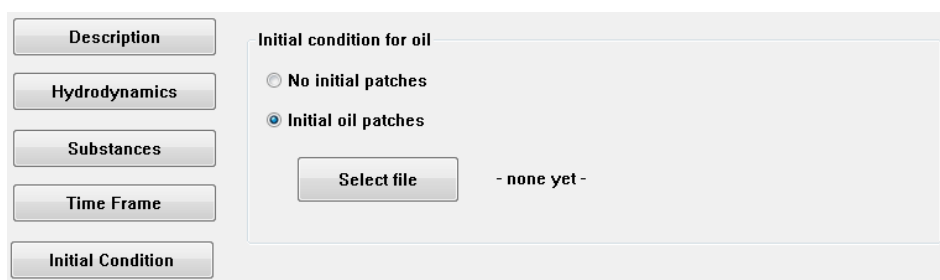 Description
Hydrodynamics
Substances
Time Frame
Initial Condition
Initial condition for oil
No initial patches
Initial oil patches
Select file - none yet -